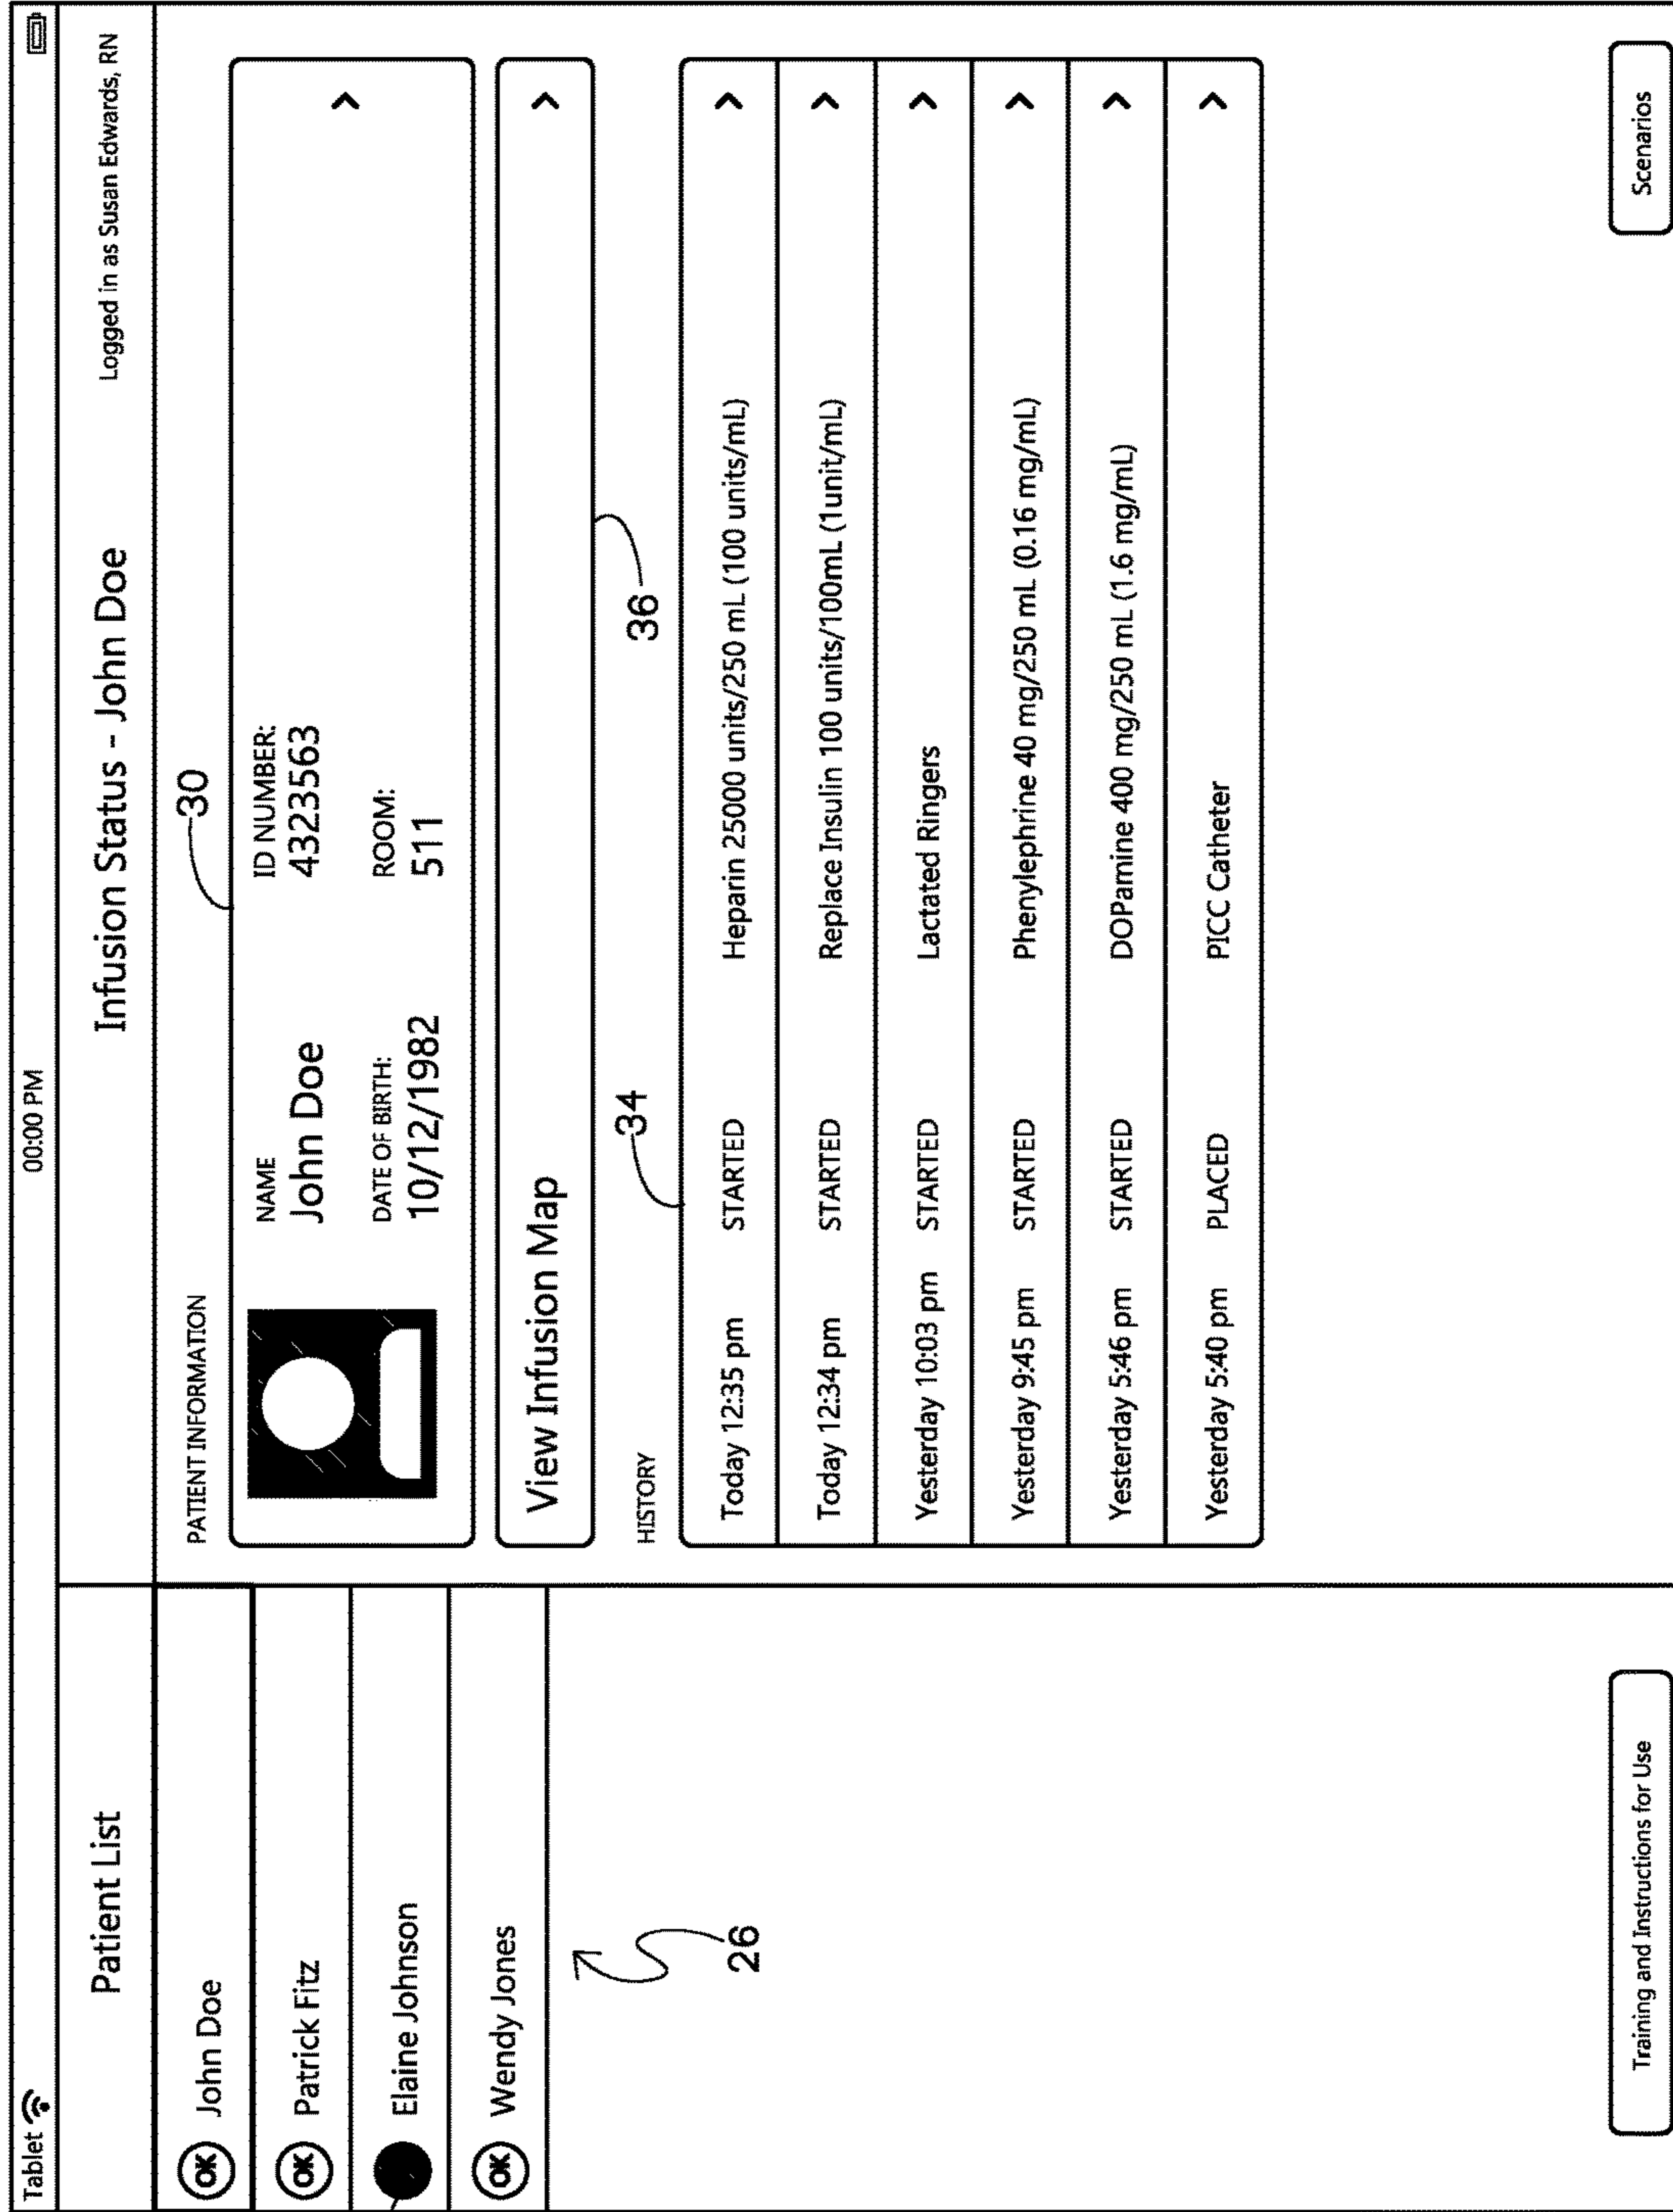 Tablet
00:00 PM
Patient List
Infusion Status - John Doe
Logged in as Susan Edwards, RN
OK John Doe
OK Patrick Fitz
Elaine Johnson
OK Wendy Jones
26
Training and Instructions for Use
PATIENT INFORMATION
30
NAME
John Doe
ID NUMBER:
4323563
DATE OF BIRTH:
10/12/1982
ROOM:
511
View Infusion Map
36
HISTORY
34
Today 12:35 pm STARTED Heparin 25000 units/250 mL (100 units/mL)
Today 12:34 pm STARTED Replace Insulin 100 units/100mL (1unit/mL)
Yesterday 10:03 pm STARTED Lactated Ringers
Yesterday 9:45 pm STARTED Phenylephrine 40 mg/250 mL (0.16 mg/mL)
Yesterday 5:46 pm STARTED DOPamine 400 mg/250 mL (1.6 mg/mL)
Yesterday 5:40 pm PLACED PICC Catheter
Scenarios